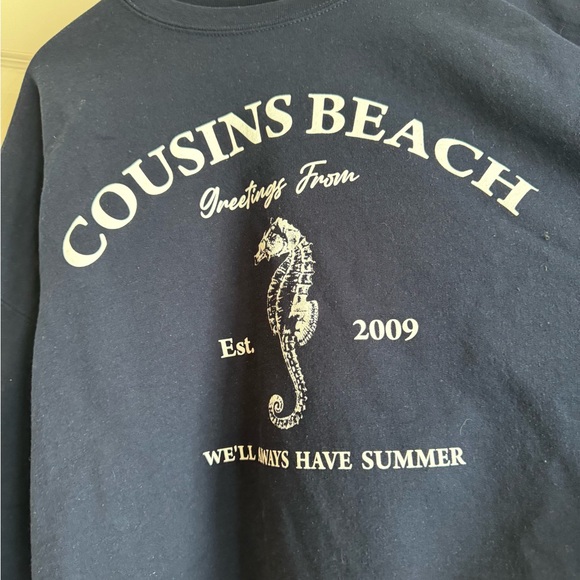 COUSINS BEACH
Greetings From
Est. 2009
WE'LL ALWAYS HAVE SUMMER